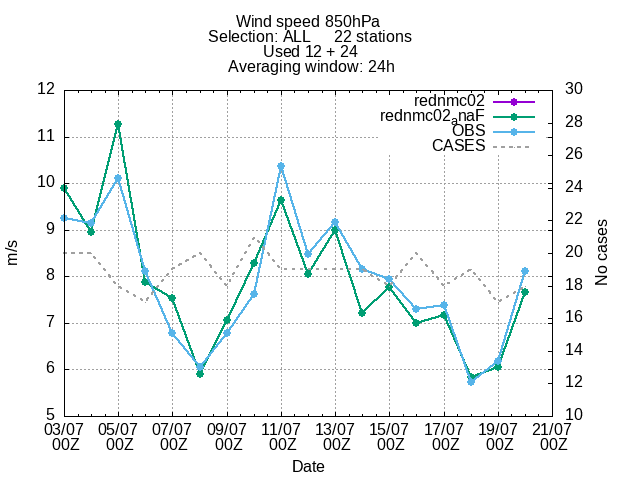 Wind speed 850hPa
Selection: ALL 22 stations
Used 12 + 24
Averaging window: 24h
rednmc02
rednmc02_anaF
OBS
CASES
12
11
10
9
8
7
6
5
m/s
30
28
26
24
22
20
18
16
14
12
10
No cases
03/07 05/07 07/07 09/07 11/07 13/07 15/07 17/07 19/07 21/07
00Z 00Z 00Z 00Z 00Z 00Z 00Z 00Z 00Z 00Z
Date